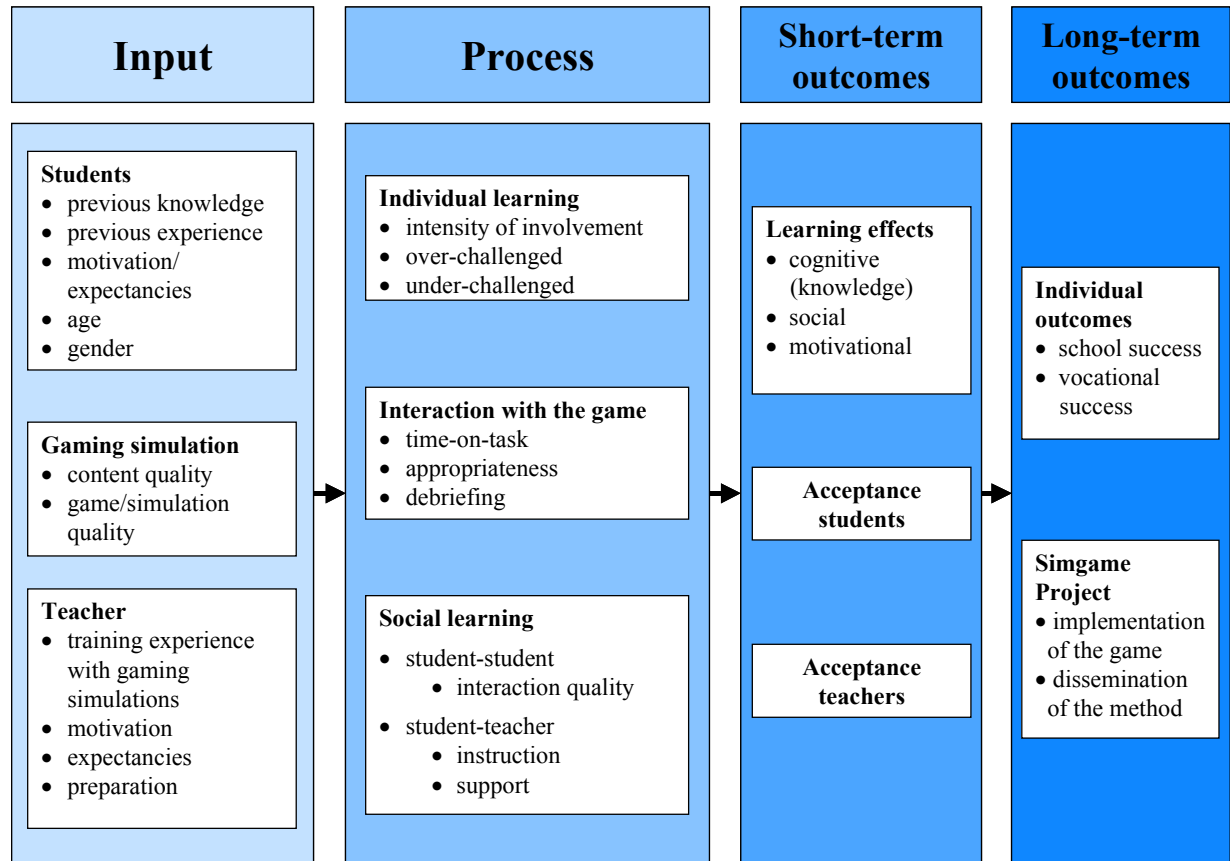 Input
Process
Short-term
outcomes
Long-term
outcomes
Students
• previous knowledge
• previous experience
• motivation/
expectancies
• age
• gender
Gaming simulation
• content quality
• game/simulation
quality
Teacher
• training experience
with gaming
simulations
• motivation
• expectancies
• preparation
Individual learning
• intensity of involvement
• over-challenged
• under-challenged
Interaction with the game
• time-on-task
• appropriateness
• debriefing
Social learning
• student-student
• interaction quality
• student-teacher
• instruction
• support
Learning effects
• cognitive
(knowledge)
• social
• motivational
Acceptance
students
Acceptance
teachers
Individual
outcomes
• school success
• vocational
success
Simgame
Project
• implementation
of the game
• dissemination
of the method